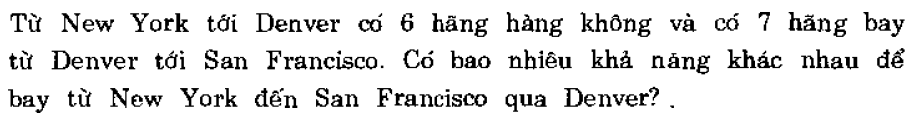 Từ New York tới Denver có 6 hãng hàng không và có 7 hãng bay
từ Denver tới San Francisco. Có bao nhiêu khả năng khác nhau để
bay từ New York đến San Francisco qua Denver?